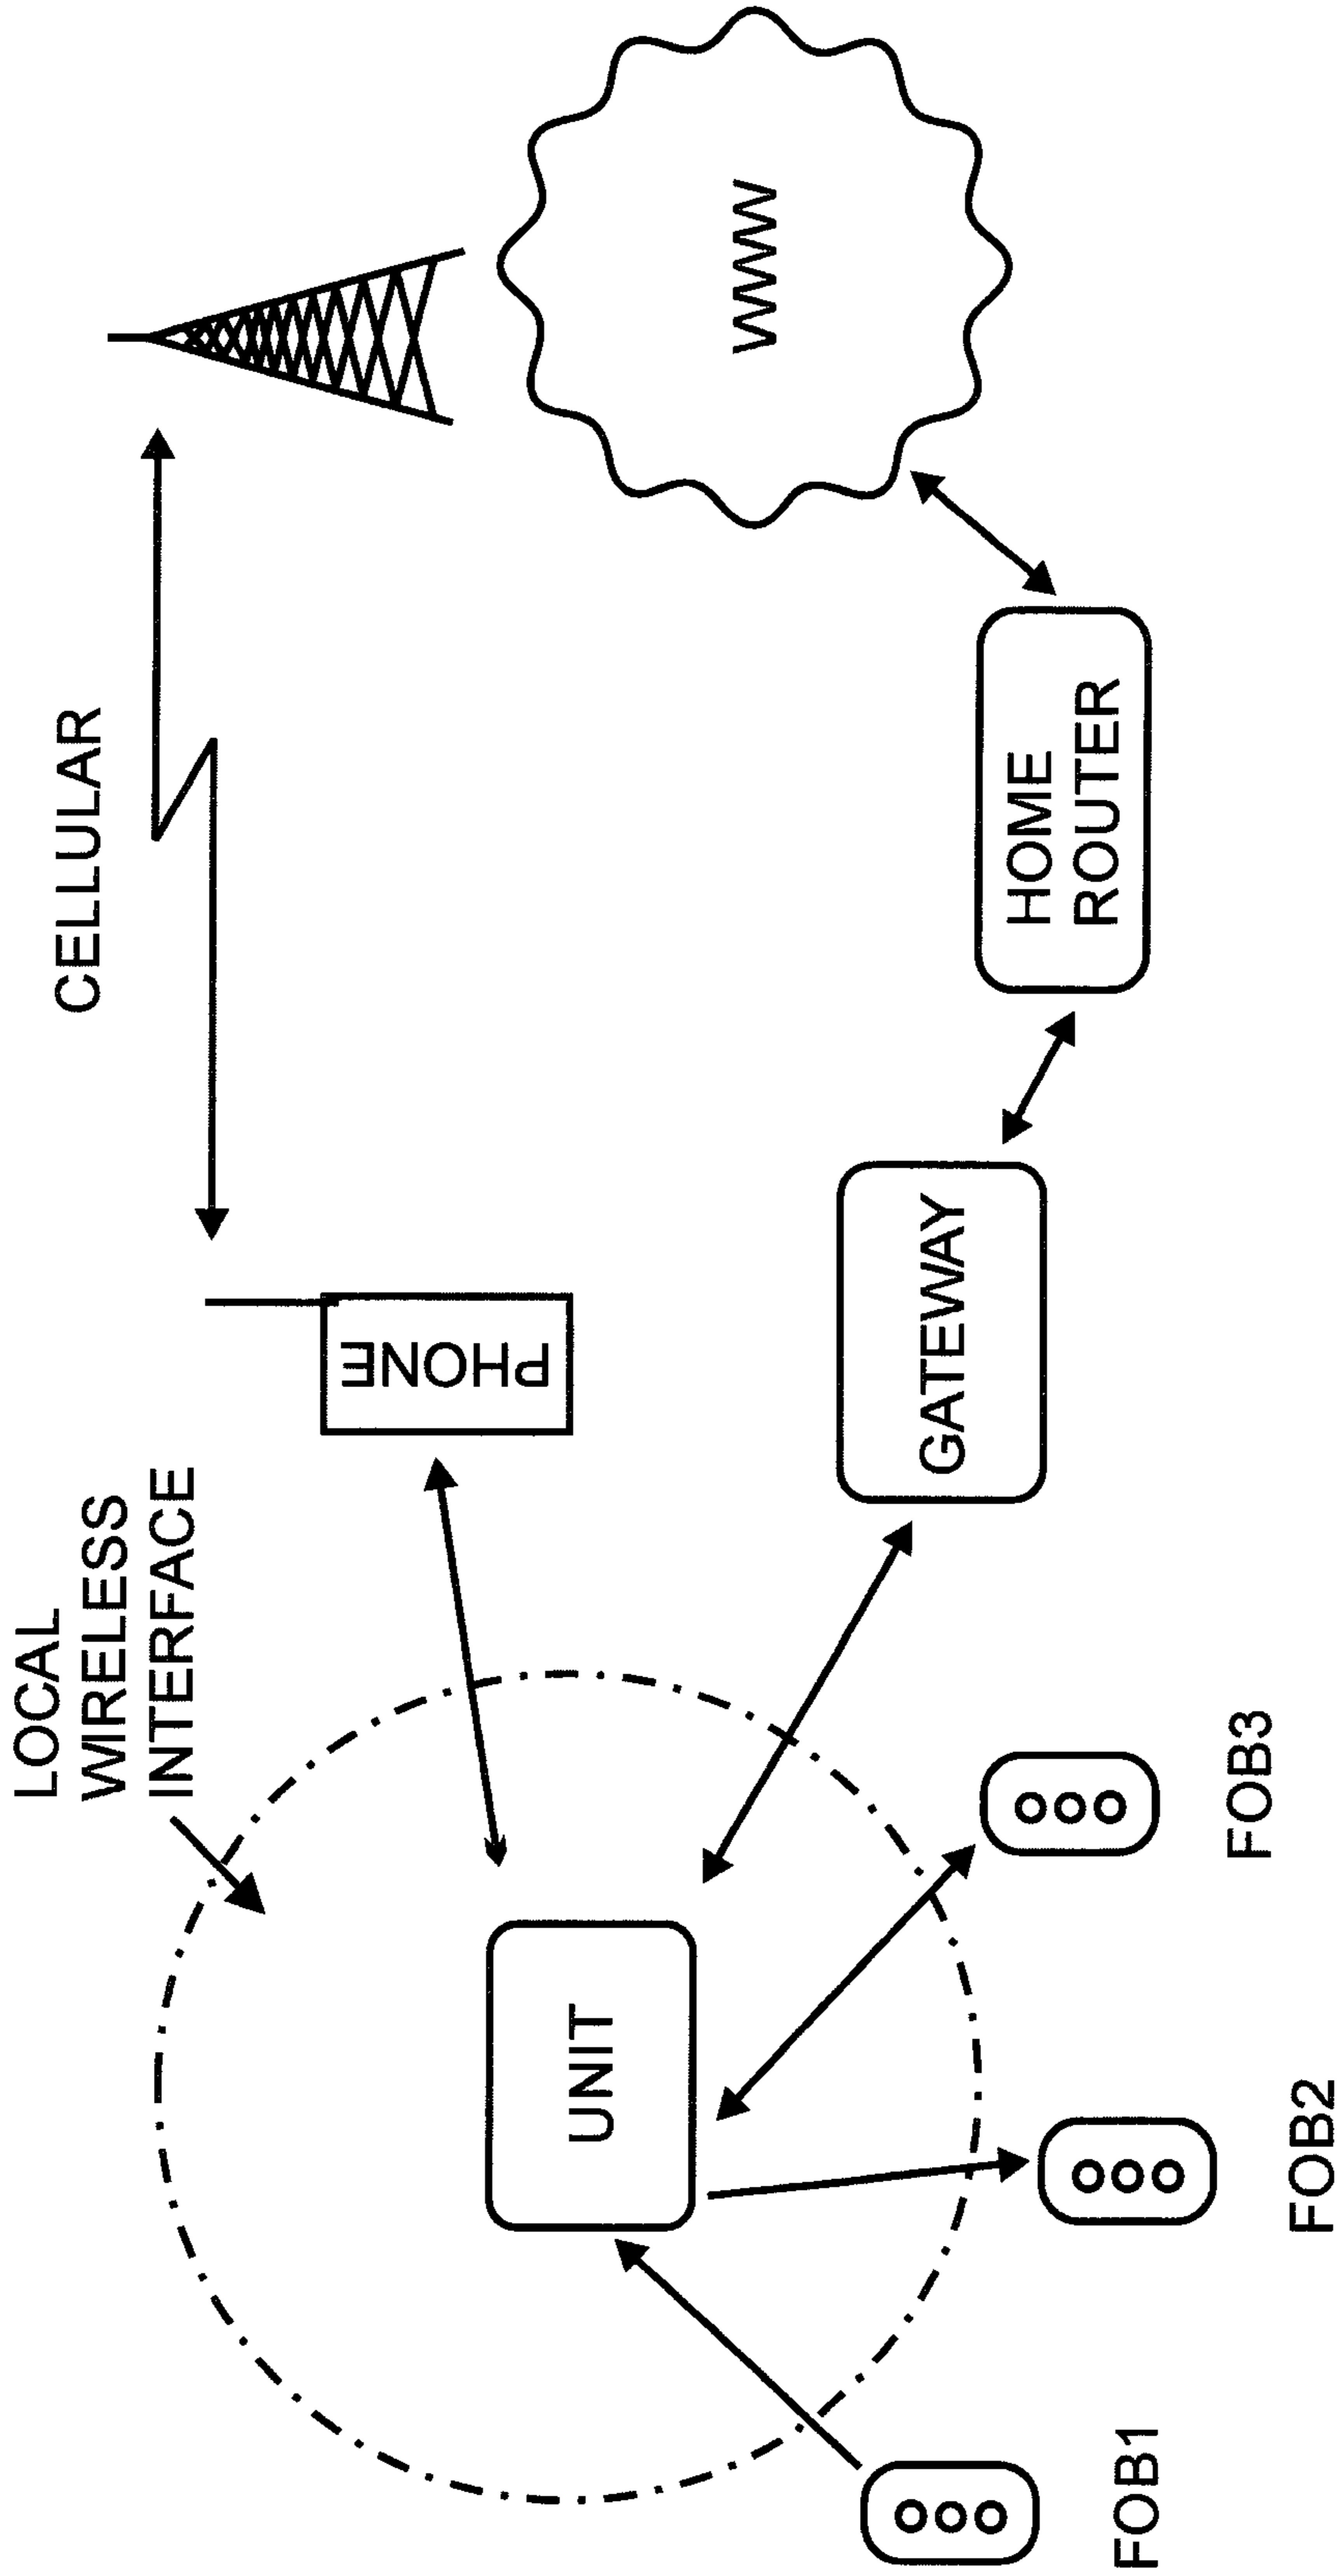 LOCAL
WIRELESS
INTERFACE
CELLULAR
PHONE
WWW
UNIT
GATEWAY
HOME
ROUTER
FOB1
FOB2
FOB3